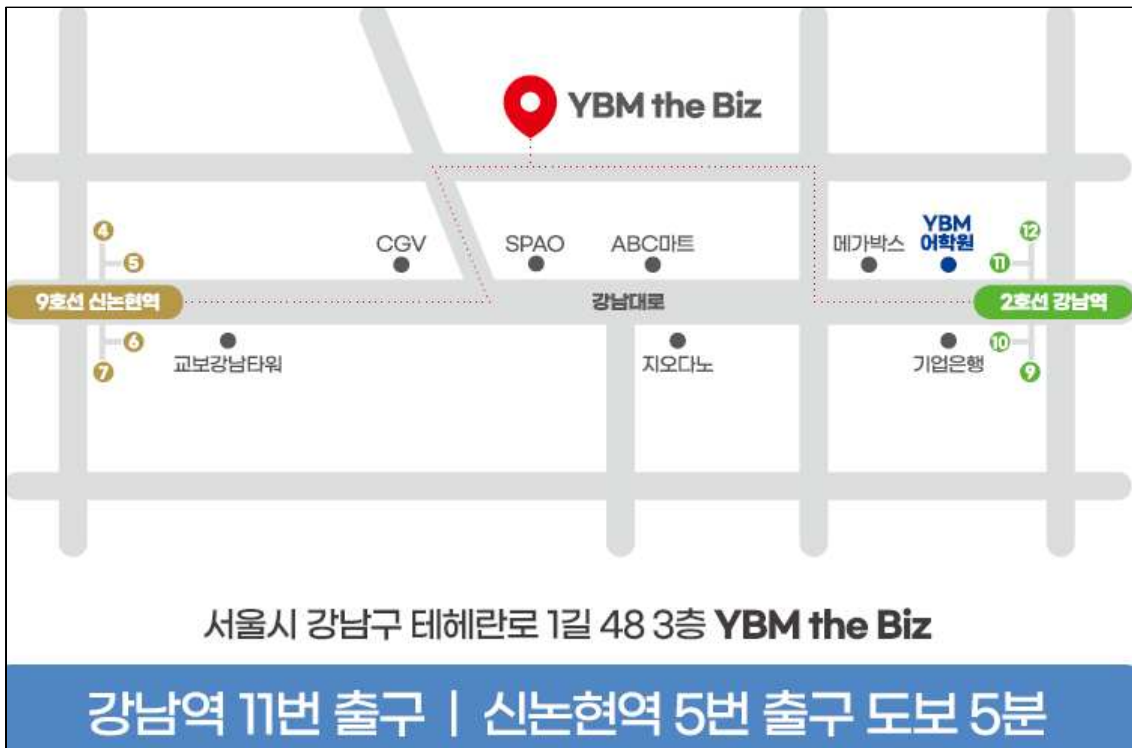 YBM the Biz
4
5
CGV
SPAO
ABC마트
메가박스
YBM
어학원
12
11
9호선 신논현역
강남대로
2호선 강남역
6
7
교보강남타워
지오다노
기업은행
10
9
서울시 강남구 테헤란로 1길 48 3층 YBM the Biz
강남역 11번 출구 | 신논현역 5번 출구 도보 5분